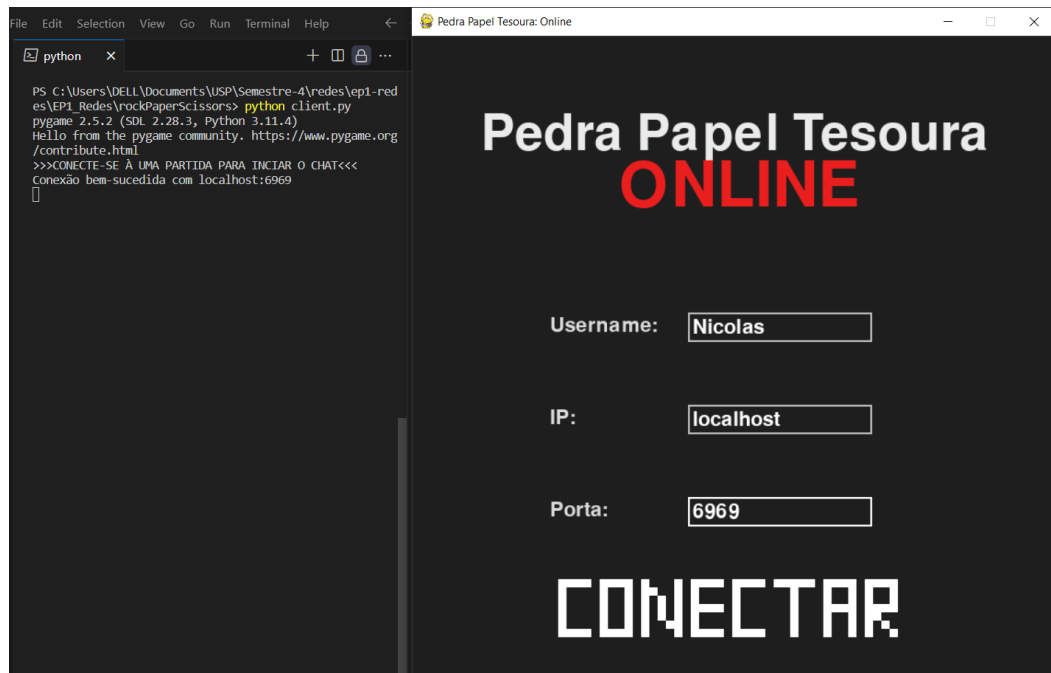 File Edit Selection View Go Run Terminal Help
python
PS C:\Users\DELL\Documents\USP\Semestre-4\redes\ep1-red
es\EP1_Redes\rockPaperScissors> python client.py
pygame 2.5.2 (SDL 2.28.3, Python 3.11.4)
Hello from the pygame community. https://www.pygame.org
/contribute.html
>>>CONECTE-SE À UMA PARTIDA PARA INCIAR O CHAT<<<
Conexão bem-sucedida com localhost:6969
Pedra Papel Tesoura: Online
Pedra Papel Tesoura
ONLINE
Username: Nicolas
IP: localhost
Porta: 6969
CONECTAR